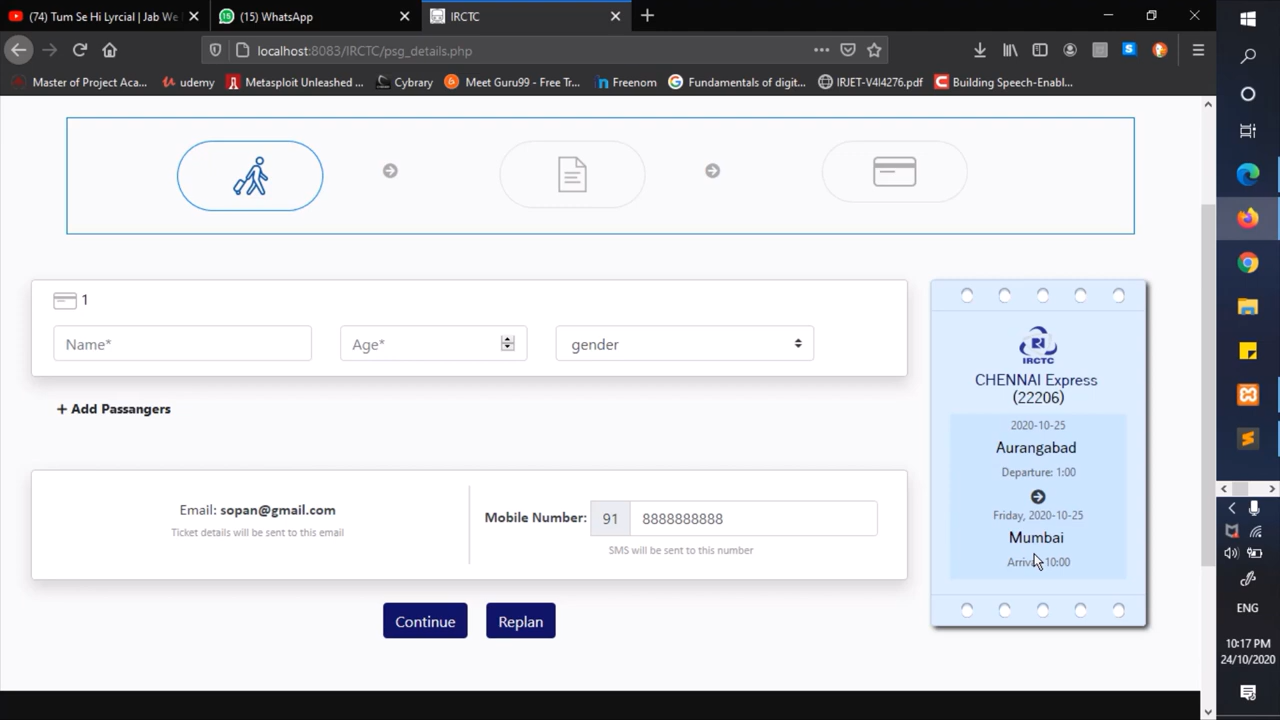 (74) Tum Se Hi Lyrcial | Jab We
(15) WhatsApp
IRCTC
localhost:8083/IRCTC/psg_details.php
Master of Project Aca...
udemy
Metasploit Unleashed ...
Cybrary
Meet Guru99 - Free Tr...
Freenom
Fundamentals of digit...
IRJET-V4I4276.pdf
Building Speech-Enabl...
1
Name*
Age*
gender
+ Add Passangers
Email: sopan@gmail.com
Ticket details will be sent to this email
Mobile Number:
91
8888888888
SMS will be sent to this number
Continue
Replan
IRCTC
CHENNAI Express
(22206)
2020-10-25
Aurangabad
Departure: 1:00
Friday, 2020-10-25
Mumbai
10:00
ENG
10:17 PM
24/10/2020